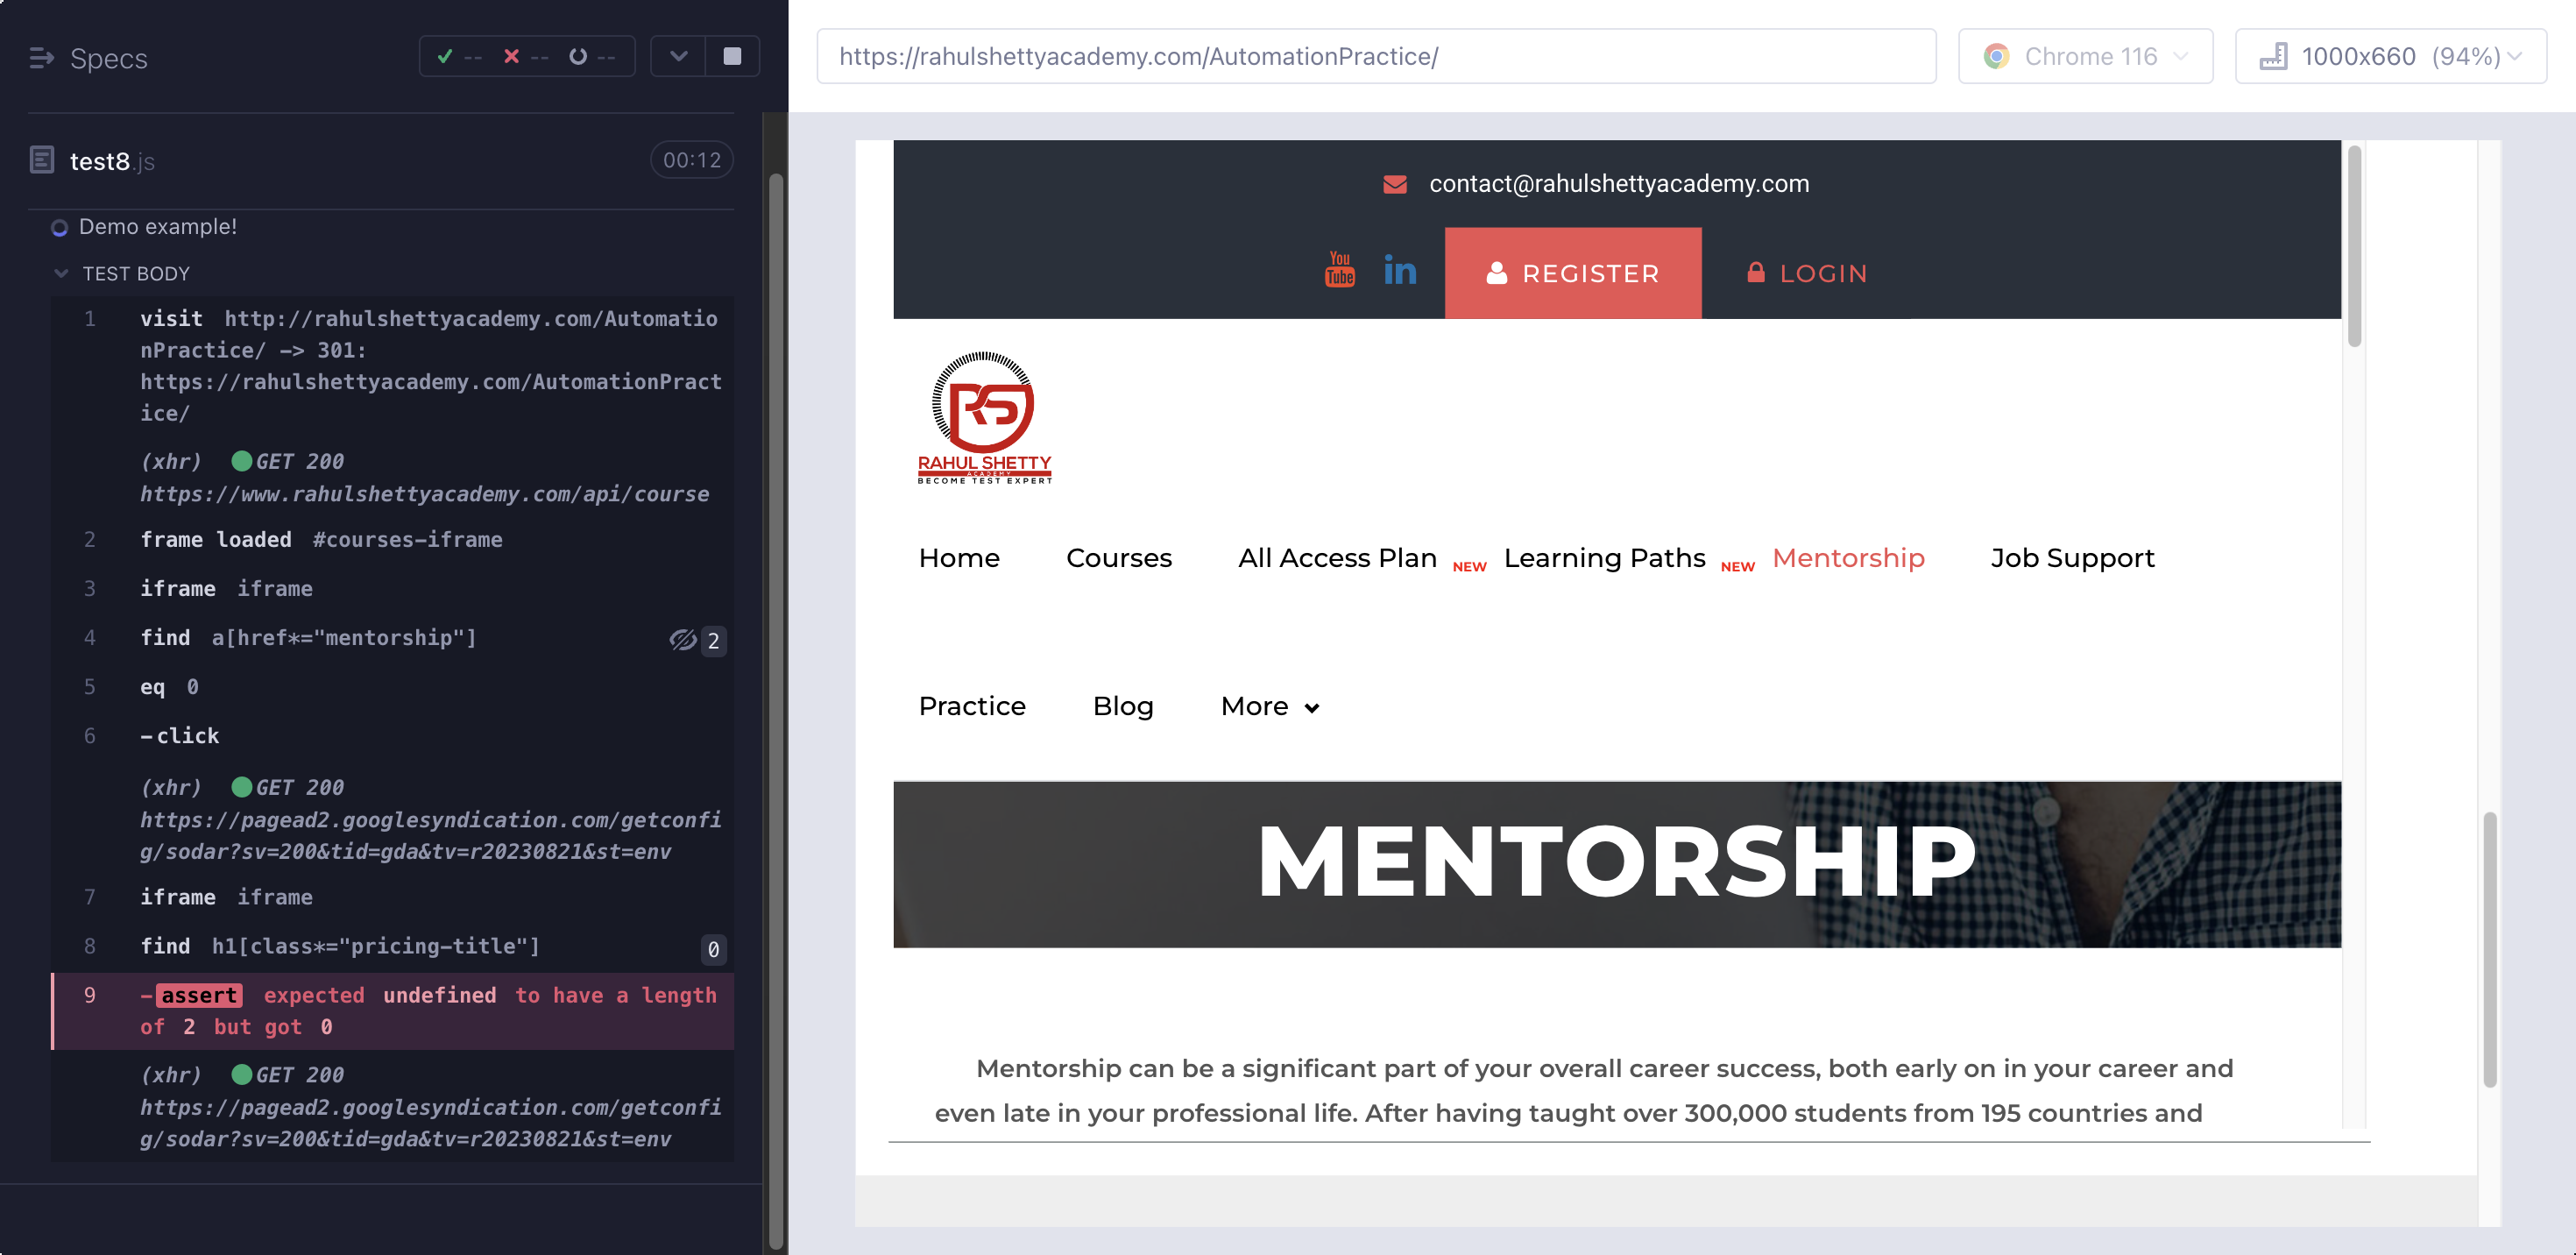 Specs
-- -- --
test8.js
00:12
Demo example!
TEST BODY
1 visit http://rahulshettyacademy.com/Automatio
nPractice/ -> 301:
https://rahulshettyacademy.com/AutomationPract
ice/
(xhr) GET 200
https://www.rahulshettyacademy.com/api/course
2 frame loaded #courses-iframe
3 iframe iframe
4 find a[href*="mentorship"] 2
5 eq 0
6 -click
(xhr) GET 200
https://pagead2.googlesyndication.com/getconfi
g/sodar?sv=200&tid=gda&tv=r20230821&st=env
7 iframe iframe
8 find h1[class*="pricing-title"] 0
9 -assert expected undefined to have a length
of 2 but got 0
(xhr) GET 200
https://pagead2.googlesyndication.com/getconfi
g/sodar?sv=200&tid=gda&tv=r20230821&st=env
https://rahulshettyacademy.com/AutomationPractice/
Chrome 116
1000x660 (94%)
contact@rahulshettyacademy.com
You
Tube
in
REGISTER
LOGIN
RS
RAHUL SHETTY
ACADEMY
BECOME TEST EXPERT
Home Courses All Access Plan NEW Learning Paths NEW Mentorship Job Support
Practice Blog More
MENTORSHIP
Mentorship can be a significant part of your overall career success, both early on in your career and
even late in your professional life. After having taught over 300,000 students from 195 countries and